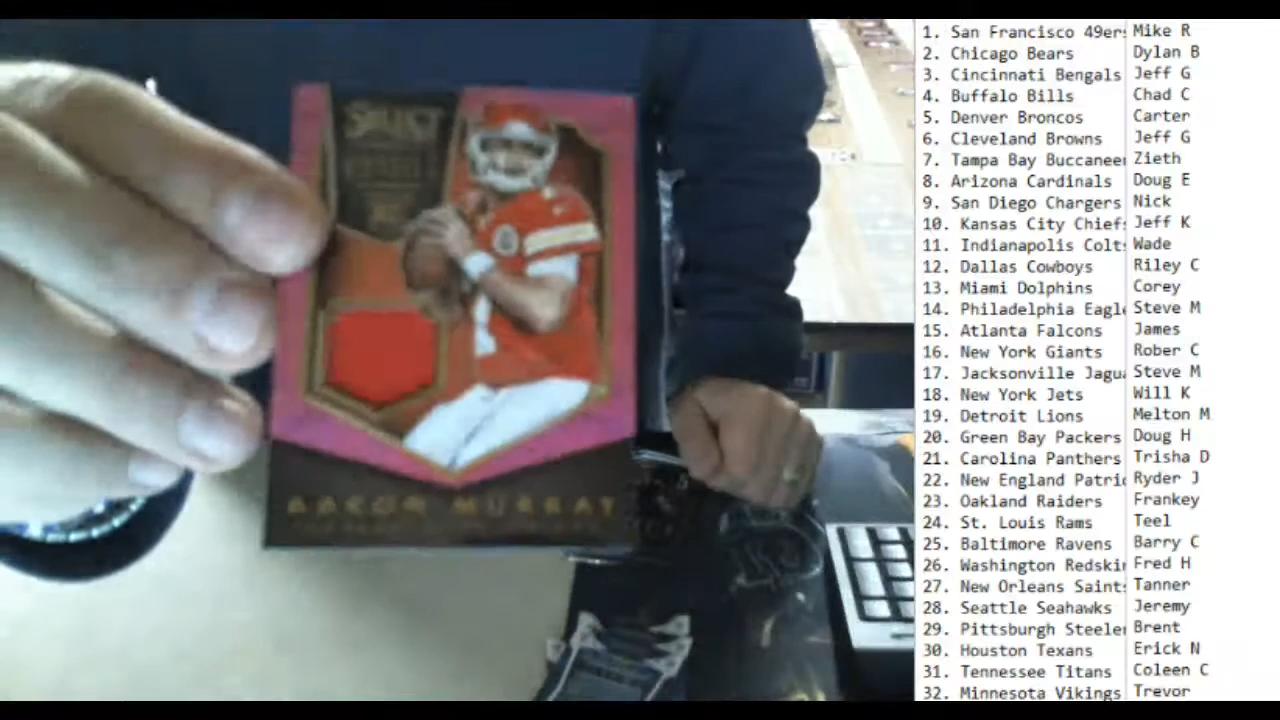 SELECT
MURRAY
1. San Francisco 49ers Mike R
2. Chicago Bears Dylan B
3. Cincinnati Bengals Jeff G
4. Buffalo Bills Chad C
5. Denver Broncos Carter
6. Cleveland Browns Jeff G
7. Tampa Bay Buccaneer Zieth
8. Arizona Cardinals Doug E
9. San Diego Chargers Nick
10. Kansas City Chiefs Jeff K
11. Indianapolis Colts Wade
12. Dallas Cowboys Riley C
13. Miami Dolphins Corey
14. Philadelphia Eagle Steve M
15. Atlanta Falcons James
16. New York Giants Rober C
17. Jacksonville Jagua Steve M
18. New York Jets Will K
19. Detroit Lions Melton M
20. Green Bay Packers Doug H
21. Carolina Panthers Trisha D
22. New England Patric Ryder J
23. Oakland Raiders Frankey
24. St. Louis Rams Teel
25. Baltimore Ravens Barry C
26. Washington Redskin Fred H
27. New Orleans Saints Tanner
28. Seattle Seahawks Jeremy
29. Pittsburgh Steeler Brent
30. Houston Texans Erick N
31. Tennessee Titans Coleen C
32. Minnesota Vikings Trevor